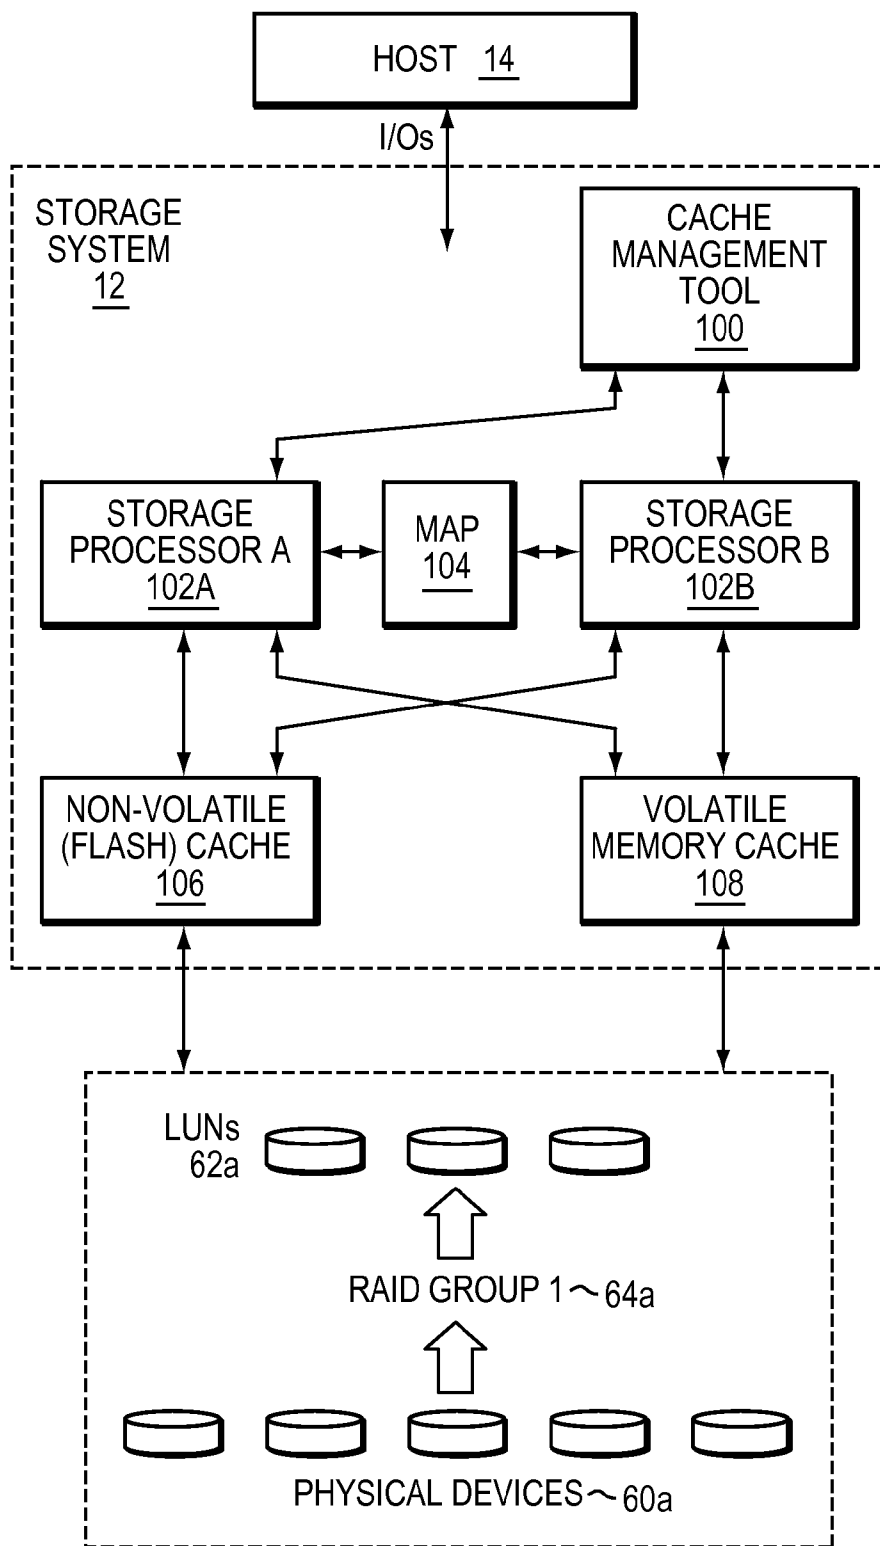 HOST 14
I/Os
STORAGE
SYSTEM
12
CACHE
MANAGEMENT
TOOL
100
STORAGE
PROCESSOR A
102A
MAP
104
STORAGE
PROCESSOR B
102B
NON-VOLATILE
(FLASH) CACHE
106
VOLATILE
MEMORY CACHE
108
LUNs
62a
RAID GROUP 1 64a
PHYSICAL DEVICES 60a